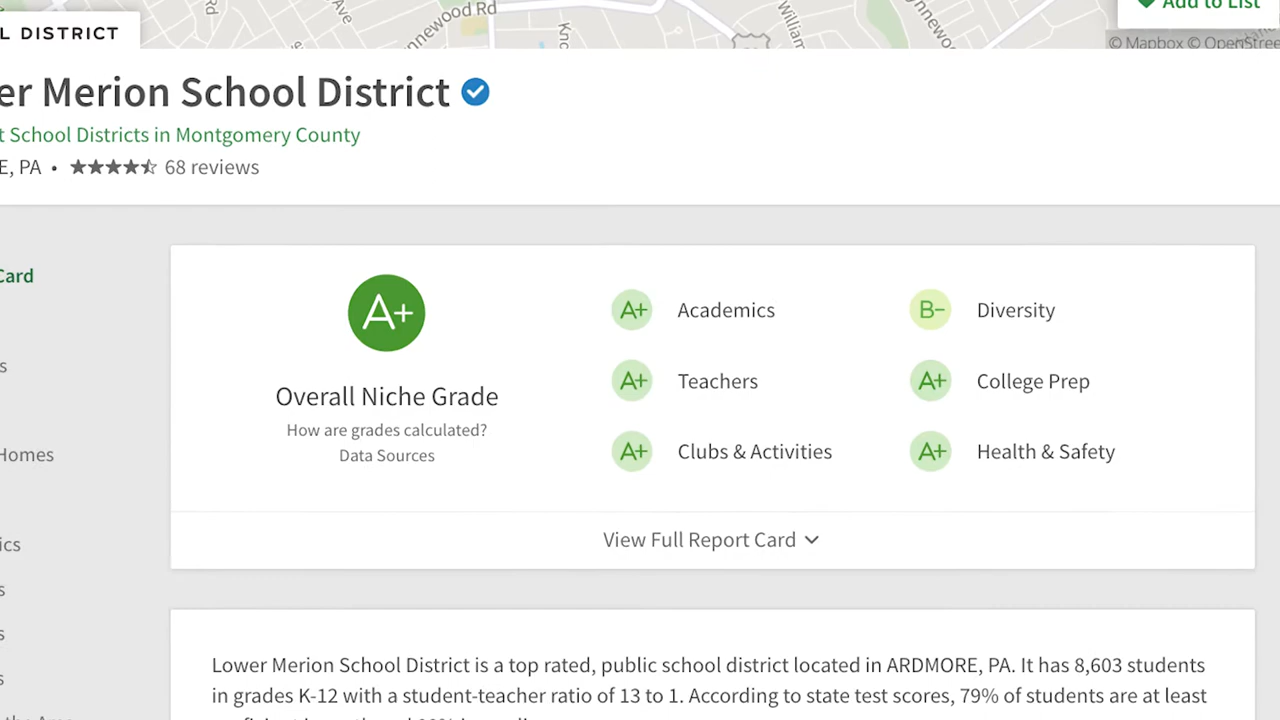 Ave
nnewood Rd
William
nnewood
Add to List
L DISTRICT
© Mapbox © OpenStree
er Merion School District
t School Districts in Montgomery County
E, PA • 68 reviews
Card
A+
Overall Niche Grade
How are grades calculated?
Data Sources
A+ Academics
B- Diversity
A+ Teachers
A+ College Prep
A+ Clubs & Activities
A+ Health & Safety
s
Homes
ics
s
s
s
View Full Report Card
Lower Merion School District is a top rated, public school district located in ARDMORE, PA. It has 8,603 students
in grades K-12 with a student-teacher ratio of 13 to 1. According to state test scores, 79% of students are at least